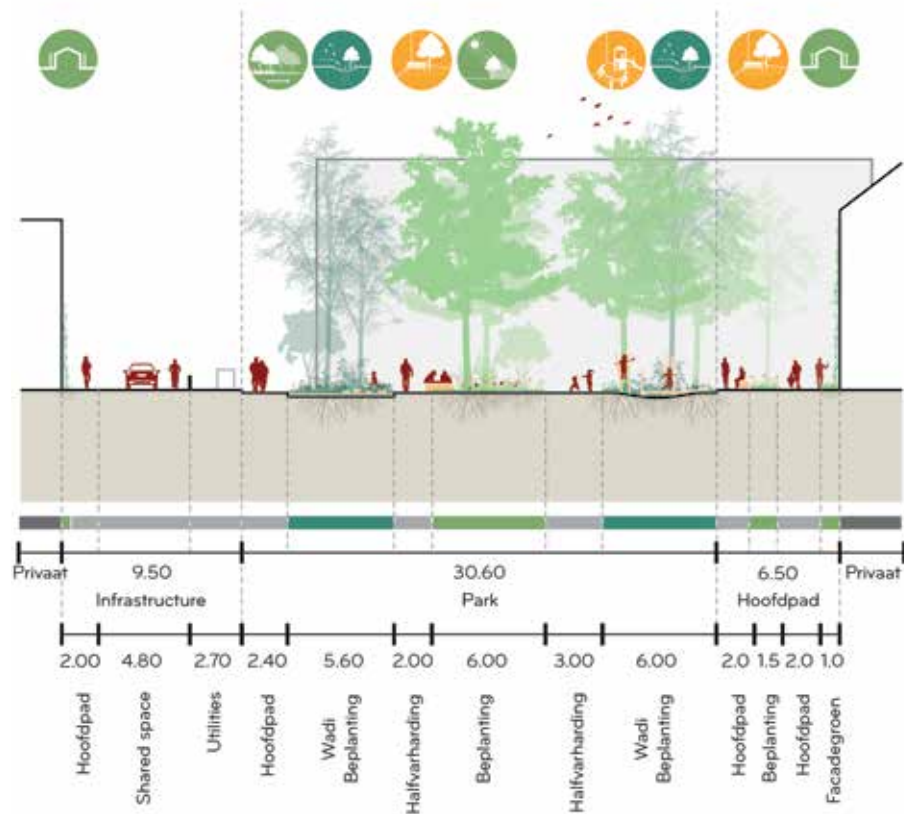 Privaat
9.50
30.60
6.50
Privaat
Infrastructure
Park
Hoofdpad
2.00
4.80
2.70
2.40
5.60
2.00
6.00
3.00
6.00
2.0
1.5
2.0
1.0
Hoofdpad
Shared space
Utilities
Hoofdpad
Wadi
Beplanting
Halfvarharding
Beplanting
Halfvarharding
Wadi
Beplanting
Hoofdpad
Beplanting
Hoofdpad
Facadegroen